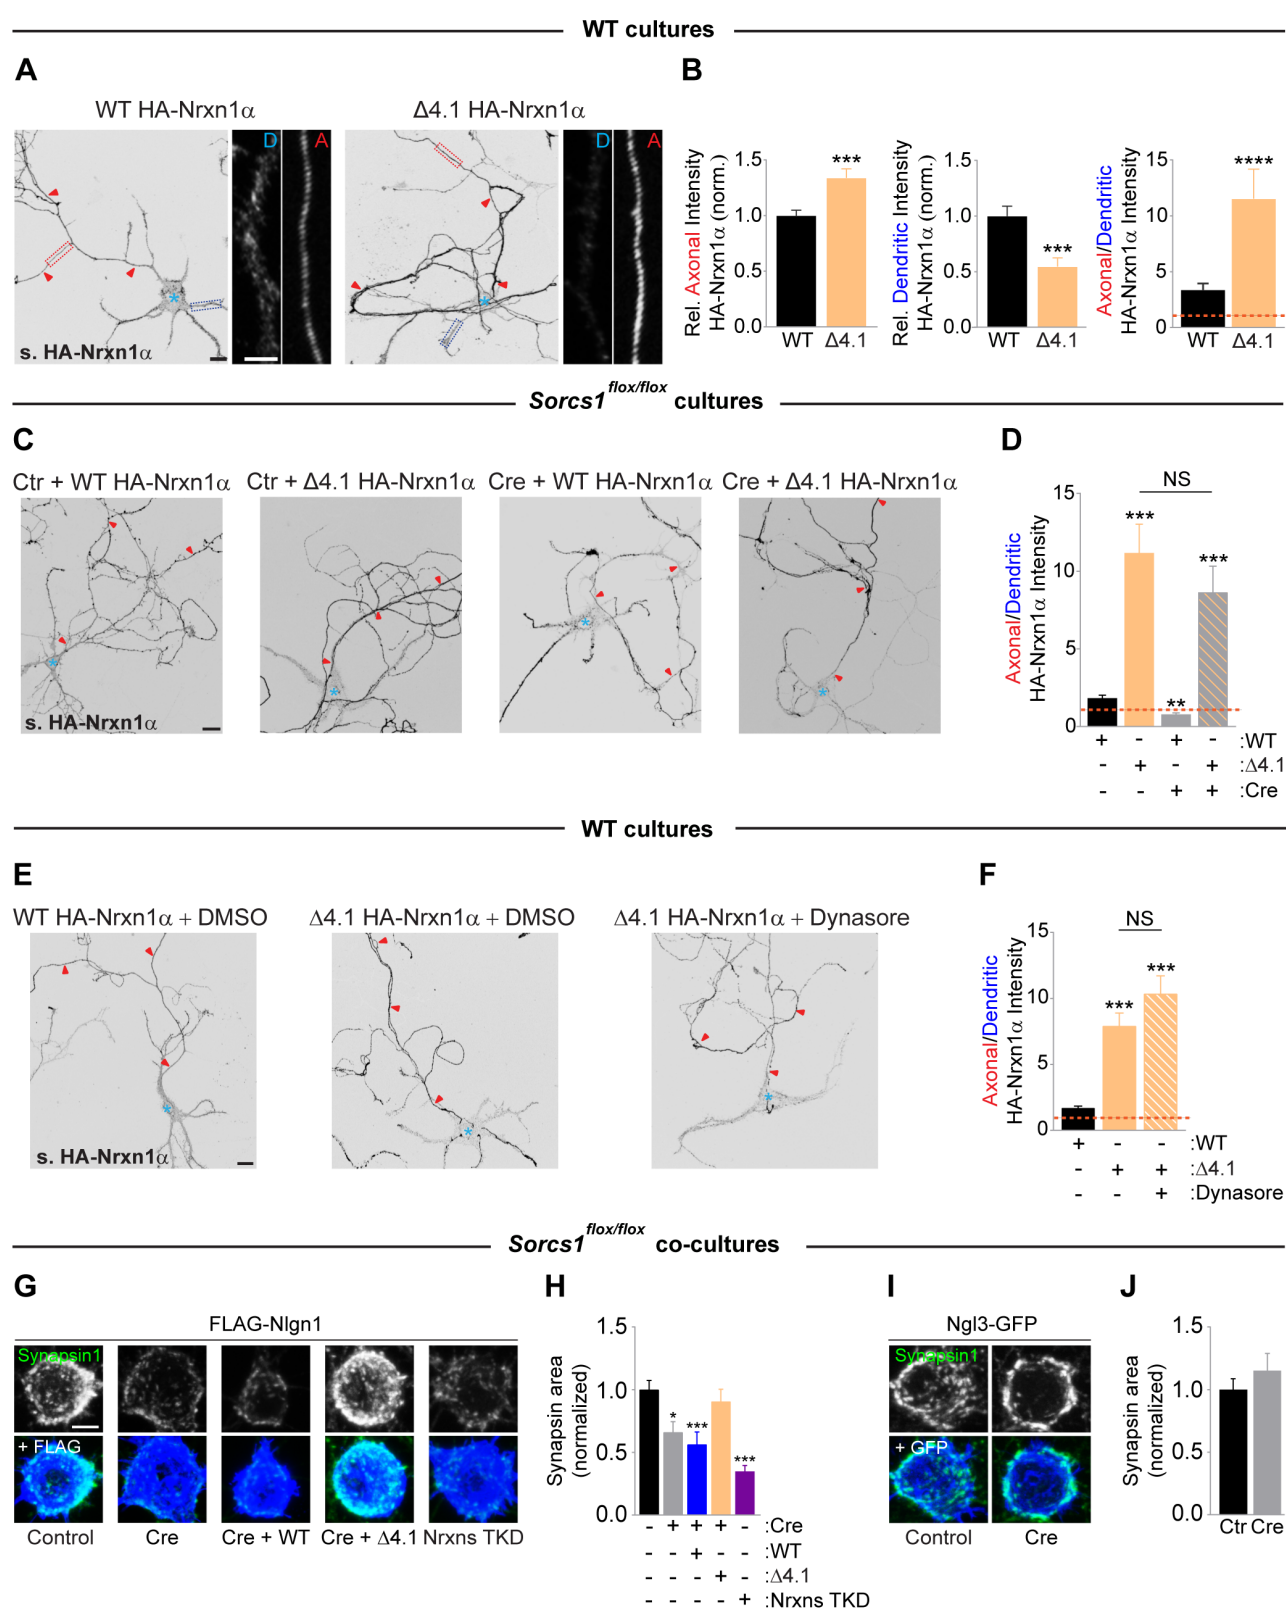 WT cultures
A
WT HA-Nrxn1α
Δ4.1 HA-Nrxn1α
D
A
D
A
s. HA-Nrxn1α
B
Rel. Axonal Intensity
HA-Nrxn1α (norm.)
1.5
1.0
0.5
0.0
***
WT
Δ4.1
Rel. Dendritic Intensity
HA-Nrxn1α (norm.)
1.5
1.0
0.5
0.0
***
WT
Δ4.1
Axonal/Dendritic
HA-Nrxn1α Intensity
15
10
5
0
****
WT
Δ4.1
Sorcs1flox/flox cultures
C
Ctr + WT HA-Nrxn1α
Ctr + Δ4.1 HA-Nrxn1α
Cre + WT HA-Nrxn1α
Cre + Δ4.1 HA-Nrxn1α
*
*
*
*
s. HA-Nrxn1α
D
Axonal/Dendritic
HA-Nrxn1α Intensity
15
10
5
0
NS
***
**
***
+ - + - :WT
- + - + :Δ4.1
- - + + :Cre
WT cultures
E
WT HA-Nrxn1α + DMSO
Δ4.1 HA-Nrxn1α + DMSO
Δ4.1 HA-Nrxn1α + Dynasore
*
*
*
s. HA-Nrxn1α
F
Axonal/Dendritic
HA-Nrxn1α Intensity
15
10
5
0
NS
***
***
+ - - :WT
- + + :Δ4.1
- - + :Dynasore
Sorcs1flox/flox co-cultures
G
FLAG-Nlgn1
Synapsin1
+ FLAG
Control
Cre
Cre + WT
Cre + Δ4.1
Nrxns TKD
H
Synapsin area
(normalized)
1.5
1.0
0.5
0.0
*
***
***
- + + + - :Cre
- - + - - :WT
- - - + - :Δ4.1
- - - - + :Nrxns TKD
I
Ngl3-GFP
Synapsin1
+ GFP
Control
Cre
J
Synapsin area
(normalized)
1.5
1.0
0.5
0.0
Ctr
Cre